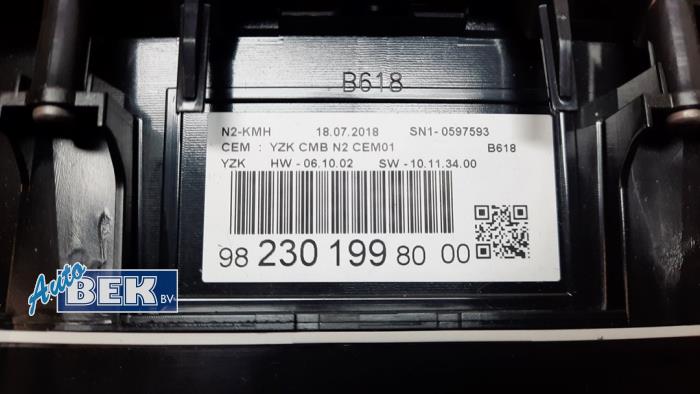 B618
N2-KMH 18.07.2018 SN1-0597593
CEM : YZK CMB N2 CEM01 B618
YZK HW-06.10.02 SW-10.11.34.00
98 230 199 80 00
Auto
BEK BV